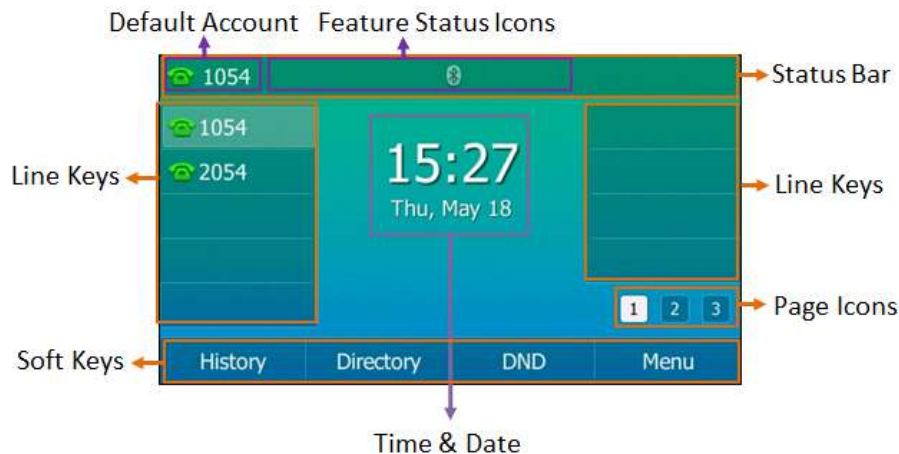 Default Account Feature Status Icons
1054
Status Bar
1054
2054
Line Keys
15:27
Thu, May 18
Line Keys
1 2 3
Page Icons
Soft Keys
History Directory DND Menu
Time & Date